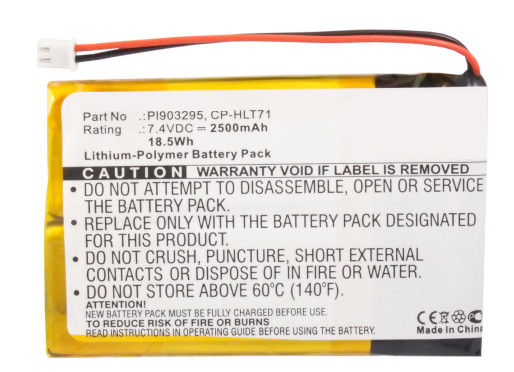 Part No .:PI903295, CP-HLT71
Rating .:7.4VDC ⎓ 2500mAh
18.5Wh
Lithium-Polymer Battery Pack
CAUTION WARRANTY VOID IF LABEL IS REMOVED
• DO NOT ATTEMPT TO DISASSEMBLE, OPEN OR SERVICE
THE BATTERY PACK.
• REPLACE ONLY WITH THE BATTERY PACK DESIGNATED
FOR THIS PRODUCT.
• DO NOT CRUSH, PUNCTURE, SHORT EXTERNAL
CONTACTS OR DISPOSE OF IN FIRE OR WATER.
• DO NOT STORE ABOVE 60°C (140°F).
ATTENTION!
NEW BATTERY PACK MUST BE FULLY CHARGED BEFORE USE.
TO REDUCE RISK OF FIRE OR BURNS
READ INSTRUCTIONS IN OPERATING BEFORE INSTALLING BATTERY PACK.
CE FC
Made In China